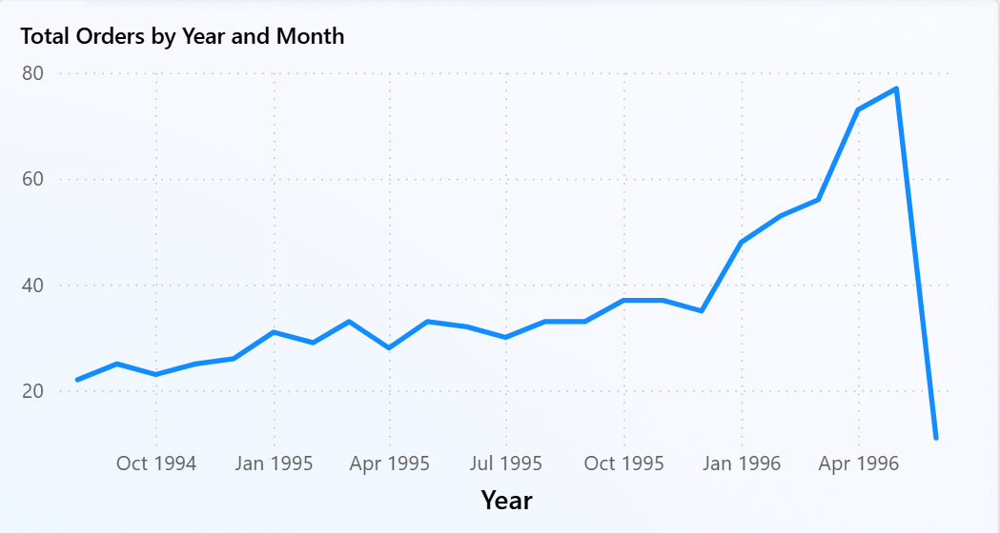 Total Orders by Year and Month
80
60
40
20
Oct 1994 Jan 1995 Apr 1995 Jul 1995 Oct 1995 Jan 1996 Apr 1996
Year